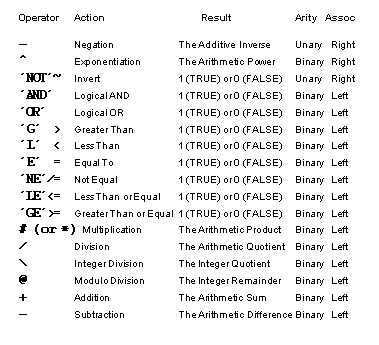 Operator Action Result Arity Assoc
– Negation The Additive Inverse Unary Right
^ Exponentiation The Arithmetic Power Binary Right
´NOT´~ Invert 1 (TRUE) or 0 (FALSE) Unary Right
´AND´ Logical AND 1 (TRUE) or 0 (FALSE) Binary Left
´OR´ Logical OR 1 (TRUE) or 0 (FALSE) Binary Left
´G´ > Greater Than 1 (TRUE) or 0 (FALSE) Binary Left
´L´ < Less Than 1 (TRUE) or 0 (FALSE) Binary Left
´E´ = Equal To 1 (TRUE) or 0 (FALSE) Binary Left
´NE´/= Not Equal 1 (TRUE) or 0 (FALSE) Binary Left
´LE´<= Less Than or Equal 1 (TRUE) or 0 (FALSE) Binary Left
´GE´>= Greater Than or Equal 1 (TRUE) or 0 (FALSE) Binary Left
# (or *) Multiplication The Arithmetic Product Binary Left
/ Division The Arithmetic Quotient Binary Left
\ Integer Division The Integer Quotient Binary Left
@ Modulo Division The Integer Remainder Binary Left
+ Addition The Arithmetic Sum Binary Left
– Subtraction The Arithmetic Difference Binary Left